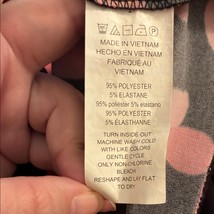 MADE IN VIETNAM
HECHO EN VIETNAM
FABRIQUÉ AU
VIETNAM
95% POLYESTER
5% ELASTANE
95% poliester 5% elastano
95% POLYESTER
5% ÉLASTHANNE
TURN INSIDE OUT
MACHINE WASH COLD
WITH LIKE COLORS
GENTLE CYCLE
ONLY NON-CHLORINE
BLEACH
RESHAPE AND LAY FLAT
TO DRY